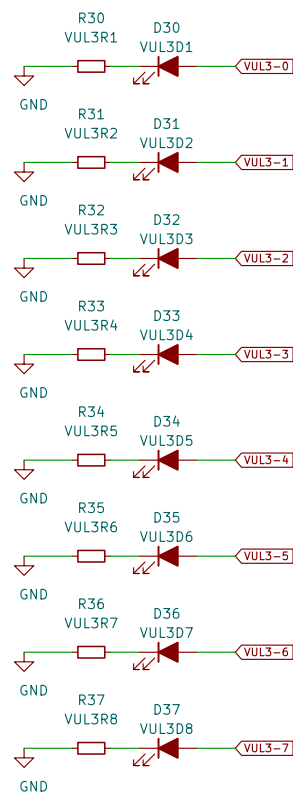 R30
VUL3R1
D30
VUL3D1
VUL3-0
GND
R31
VUL3R2
D31
VUL3D2
VUL3-1
GND
R32
VUL3R3
D32
VUL3D3
VUL3-2
GND
R33
VUL3R4
D33
VUL3D4
VUL3-3
GND
R34
VUL3R5
D34
VUL3D5
VUL3-4
GND
R35
VUL3R6
D35
VUL3D6
VUL3-5
GND
R36
VUL3R7
D36
VUL3D7
VUL3-6
GND
R37
VUL3R8
D37
VUL3D8
VUL3-7
GND